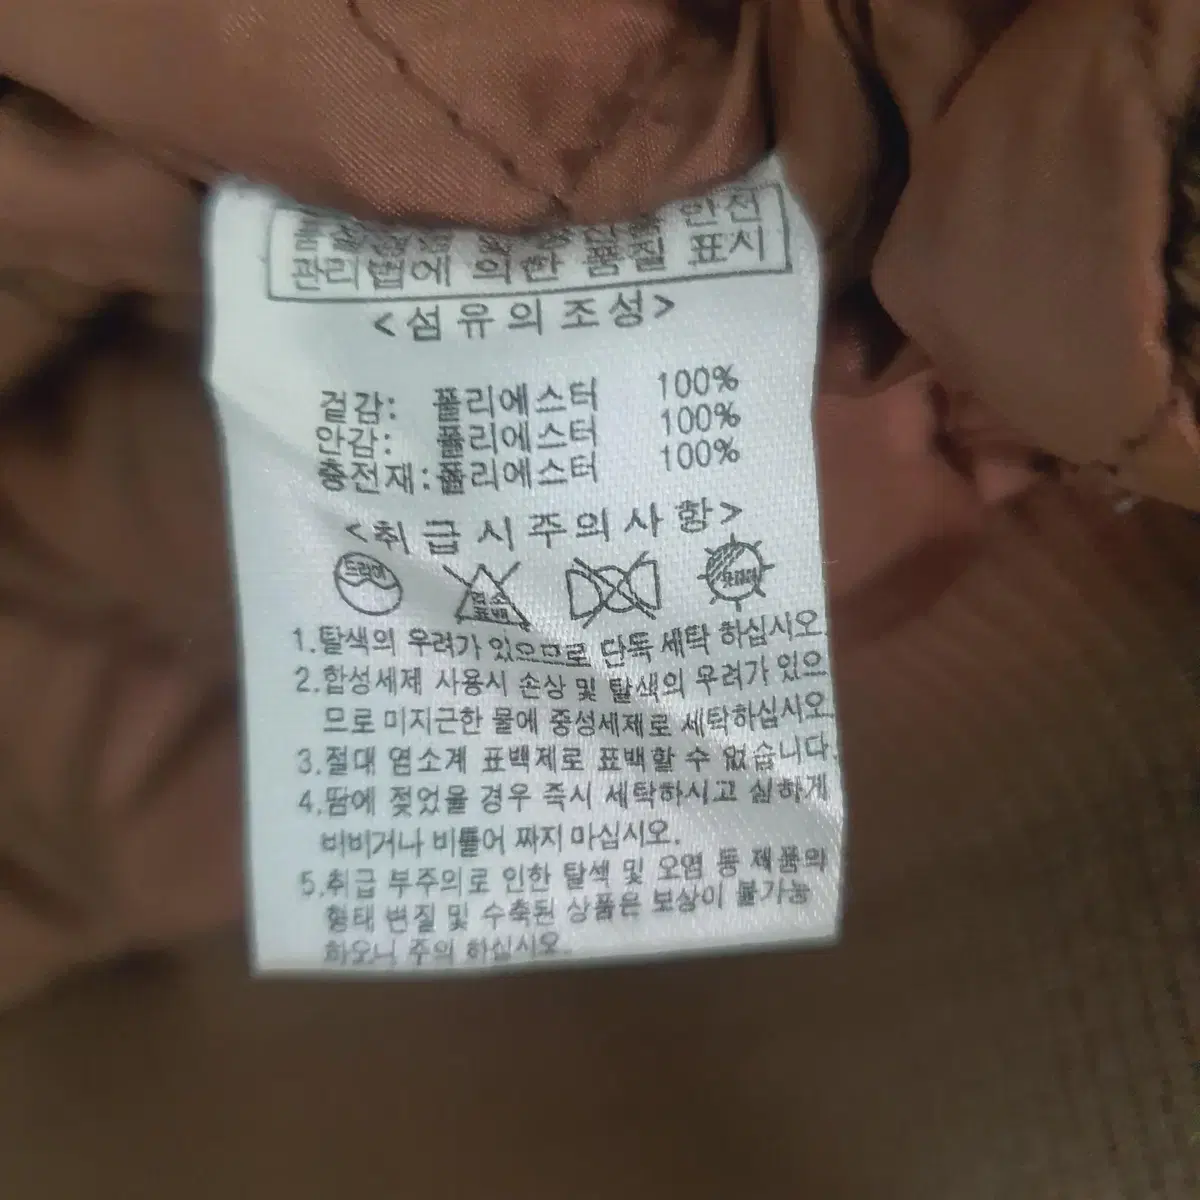 안전
관리법에 의한 품질 표시
<섬유의 조성>
겉감: 폴리에스터 100%
안감: 폴리에스터 100%
충전재:폴리에스터 100%
<취급시주의사항>
드라이
염소
표백
1.탈색의 우려가 있으므로 단독 세탁 하십시오.
2.합성세제 사용시 손상 및 탈색의 우려가 있으
므로 미지근한 물에 중성세제로 세탁하십시오.
3.절대 염소계 표백제로 표백할 수 없습니다.
4.땀에 젖었을 경우 즉시 세탁하시고 심하게
비비거나 비틀어 짜지 마십시오.
5.취급 부주의로 인한 탈색 및 오염 등 제품의
형태 변질 및 수축된 상품은 보상이 불가능
하오니 주의 하십시오.